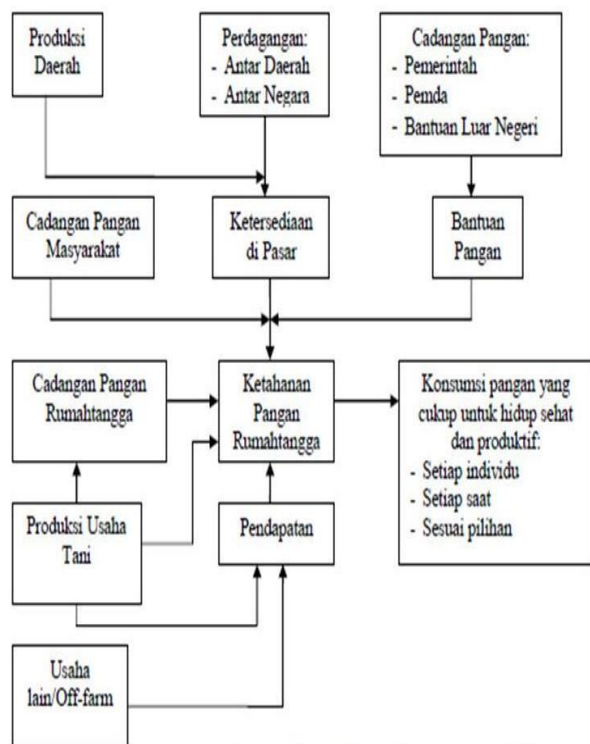 Produksi
Daerah
Perdagangan:
- Antar Daerah
- Antar Negara
Cadangan Pangan:
- Pemerintah
- Pemda
- Bantuan Luar Negeri
Cadangan Pangan
Masyarakat
Ketersediaan
di Pasar
Bantuan
Pangan
Cadangan Pangan
Rumahtangga
Ketahanan
Pangan
Rumahtangga
Konsumsi pangan yang
cukup untuk hidup sehat
dan produktif:
- Setiap individu
- Setiap saat
- Sesuai pilihan
Produksi Usaha
Tani
Pendapatan
Usaha
lain/Off-farm